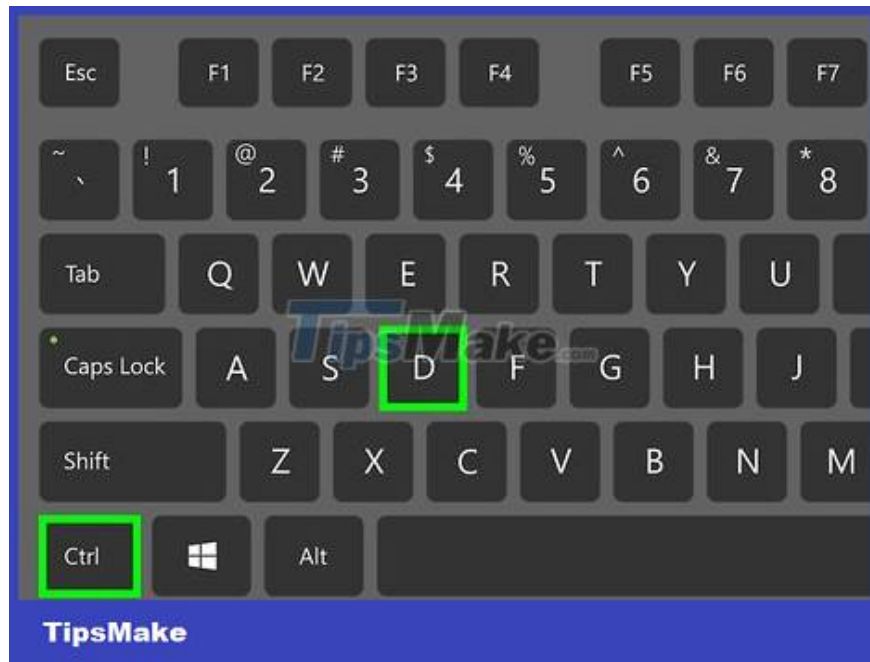 Esc F1 F2 F3 F4 F5 F6 F7
~ ! @ # $ % ^ & *
` 1 2 3 4 5 6 7 8
Tab Q W E R T Y U
TipsMake.com
Caps Lock A S D F G H J
Shift Z X C V B N M
Ctrl Alt
TipsMake